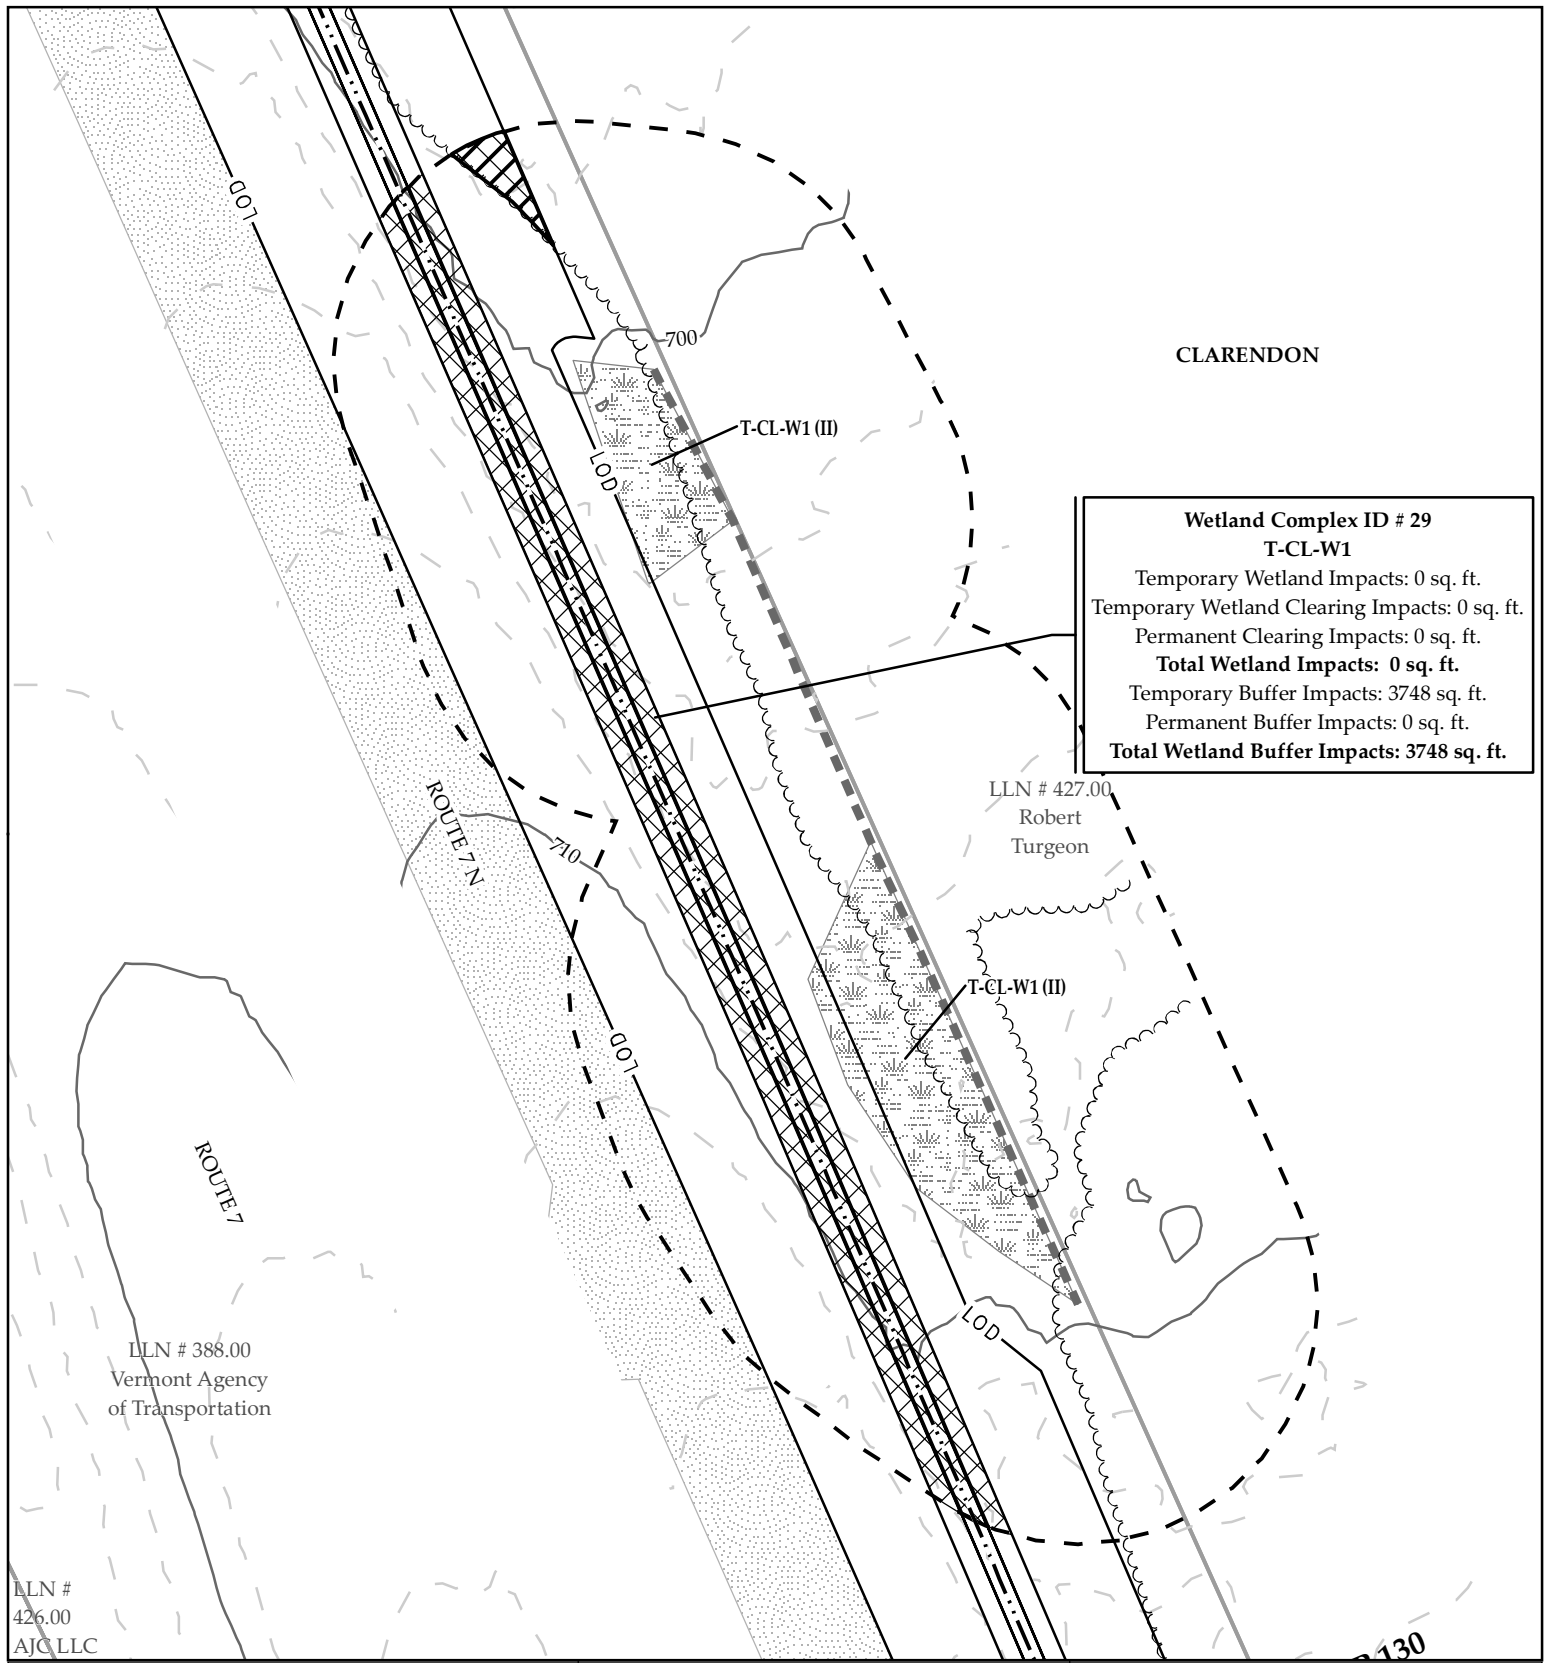 LOD
700
CLARENDON
T-CL-W1 (II)
LOD
Wetland Complex ID # 29
T-CL-W1
Temporary Wetland Impacts: 0 sq. ft.
Temporary Wetland Clearing Impacts: 0 sq. ft.
Permanent Clearing Impacts: 0 sq. ft.
Total Wetland Impacts: 0 sq. ft.
Temporary Buffer Impacts: 3748 sq. ft.
Permanent Buffer Impacts: 0 sq. ft.
Total Wetland Buffer Impacts: 3748 sq. ft.
LLN # 427.00
Robert
Turgeon
ROUTE 7 N
710
T-CL-W1 (II)
LOD
ROUTE 7
LOD
LLN # 388.00
Vermont Agency
of Transportation
LLN #
426.00
AJC LLC
130